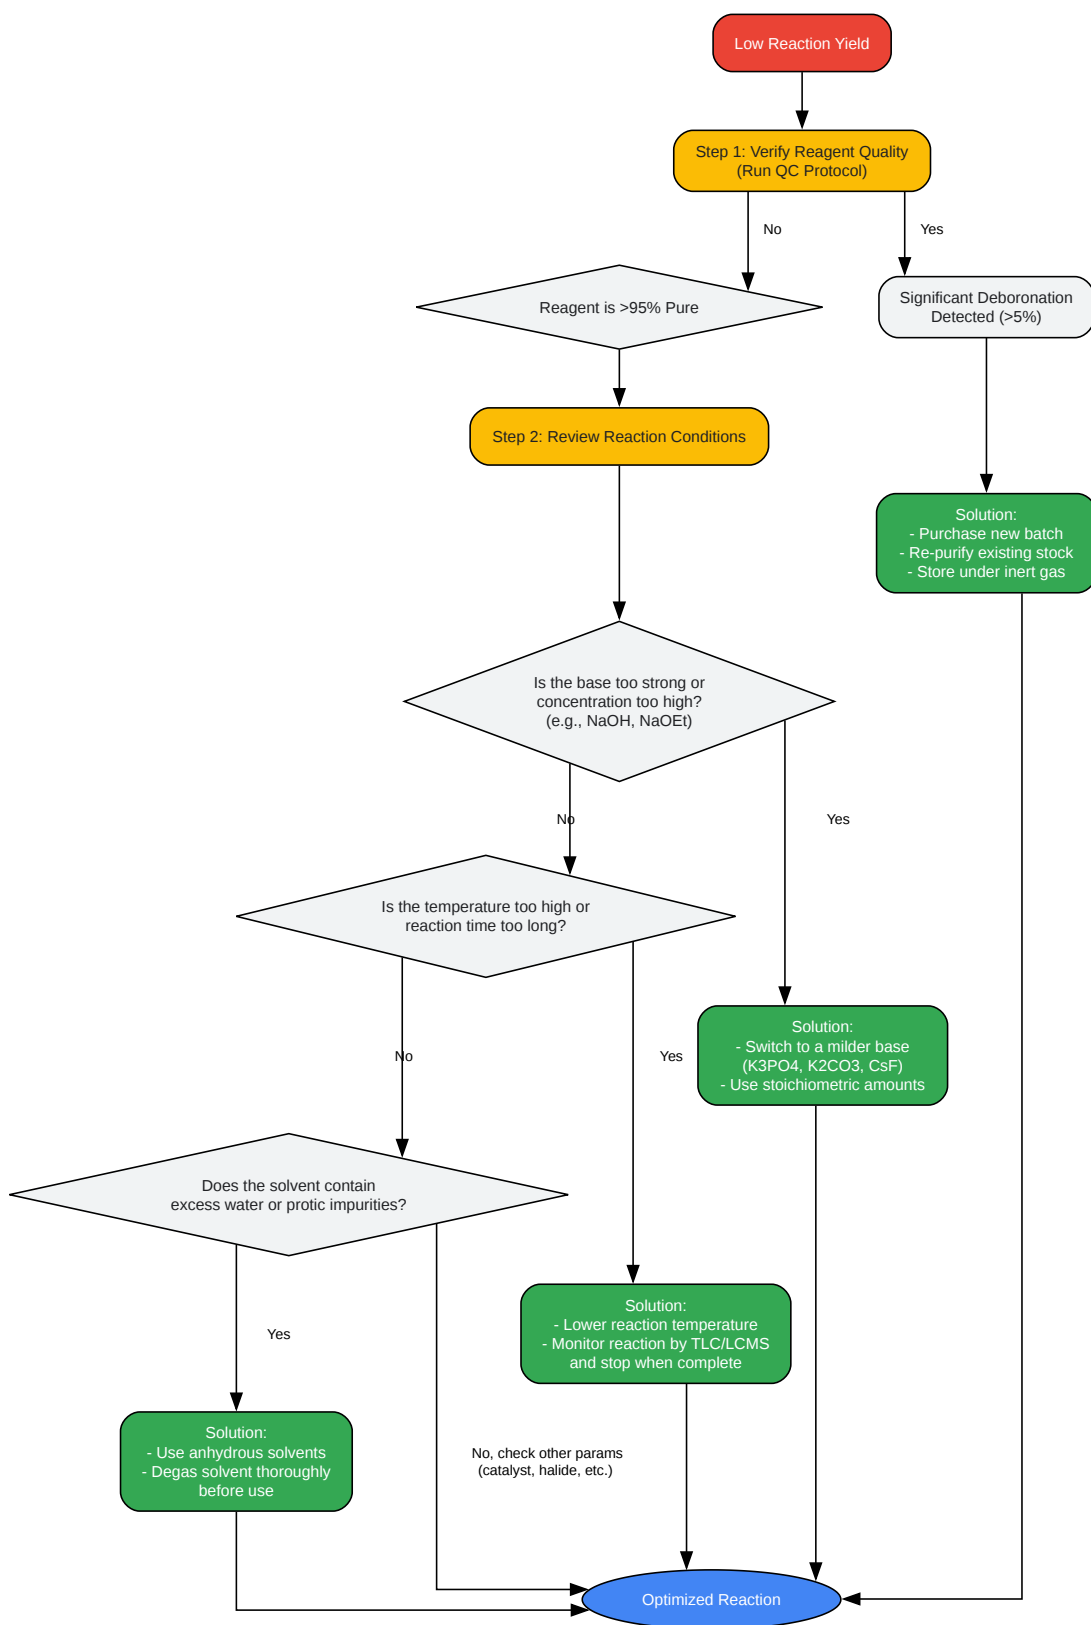 Low Reaction Yield
Step 1: Verify Reagent Quality
(Run QC Protocol)
No
Yes
Reagent is >95% Pure
Significant Deboronation
Detected (>5%)
Step 2: Review Reaction Conditions
Solution:
- Purchase new batch
- Re-purify existing stock
- Store under inert gas
Is the base too strong or
concentration too high?
(e.g., NaOH, NaOEt)
No
Yes
Is the temperature too high or
reaction time too long?
No
Yes
Solution:
- Switch to a milder base
(K3PO4, K2CO3, CsF)
- Use stoichiometric amounts
Does the solvent contain
excess water or protic impurities?
Yes
Solution:
- Lower reaction temperature
- Monitor reaction by TLC/LCMS
and stop when complete
Solution:
- Use anhydrous solvents
- Degas solvent thoroughly
before use
No, check other params
(catalyst, halide, etc.)
Optimized Reaction